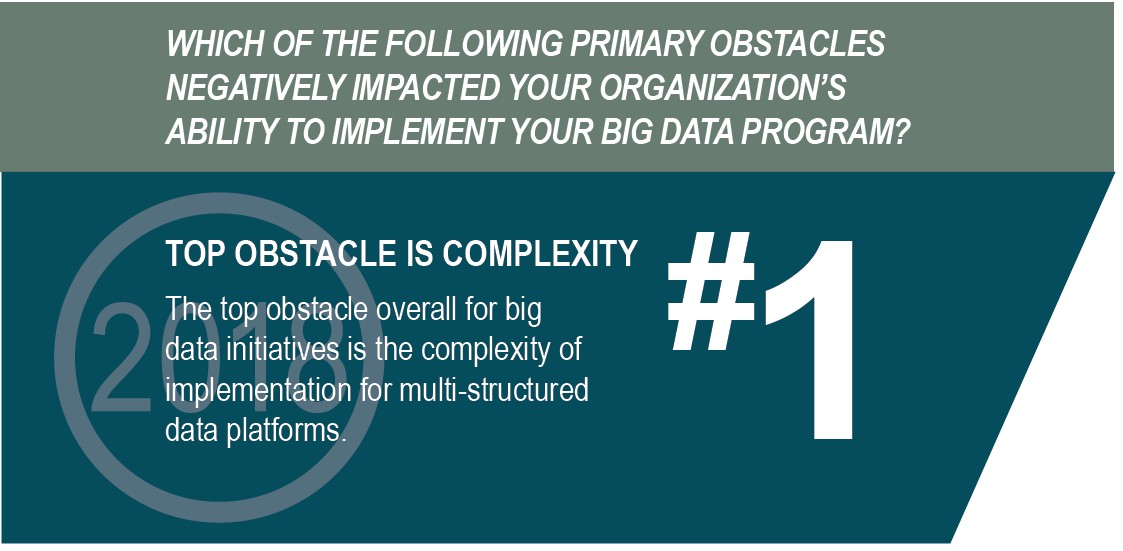 WHICH OF THE FOLLOWING PRIMARY OBSTACLES
NEGATIVELY IMPACTED YOUR ORGANIZATION’S
ABILITY TO IMPLEMENT YOUR BIG DATA PROGRAM?
TOP OBSTACLE IS COMPLEXITY
The top obstacle overall for big
data initiatives is the complexity of
implementation for multi-structured
data platforms.
2018
#1